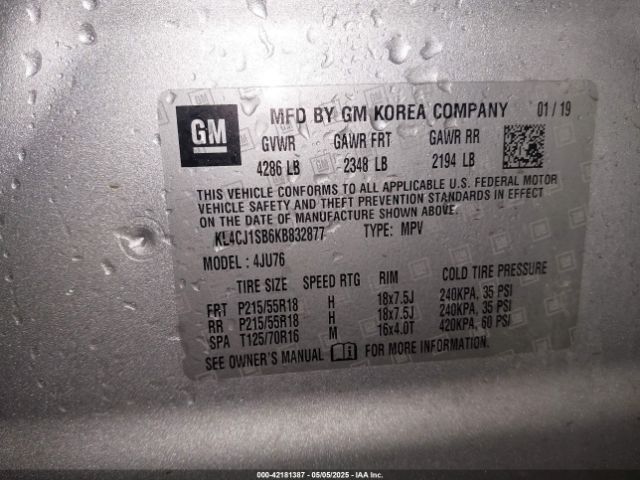 GM
MFD BY GM KOREA COMPANY 01 / 19
GVWR GAWR FRT GAWR RR
4286 LB 2348 LB 2194 LB
THIS VEHICLE CONFORMS TO ALL APPLICABLE U.S. FEDERAL MOTOR
VEHICLE SAFETY AND THEFT PREVENTION STANDARDS IN EFFECT
ON THE DATE OF MANUFACTURE SHOWN ABOVE.
KL4CJ1SB6KB832877 TYPE: MPV
MODEL : 4JU76
TIRE SIZE SPEED RTG RIM COLD TIRE PRESSURE
FRT P215/55R18 H 18x7.5J 240KPA, 35 PSI
RR P215/55R18 H 18x7.5J 240KPA, 35 PSI
SPA T125/70R16 M 16x4.0T 420KPA, 60 PSI
SEE OWNER'S MANUAL FOR MORE INFORMATION.
000-42181387 - 05/05/2025 - IAA Inc.